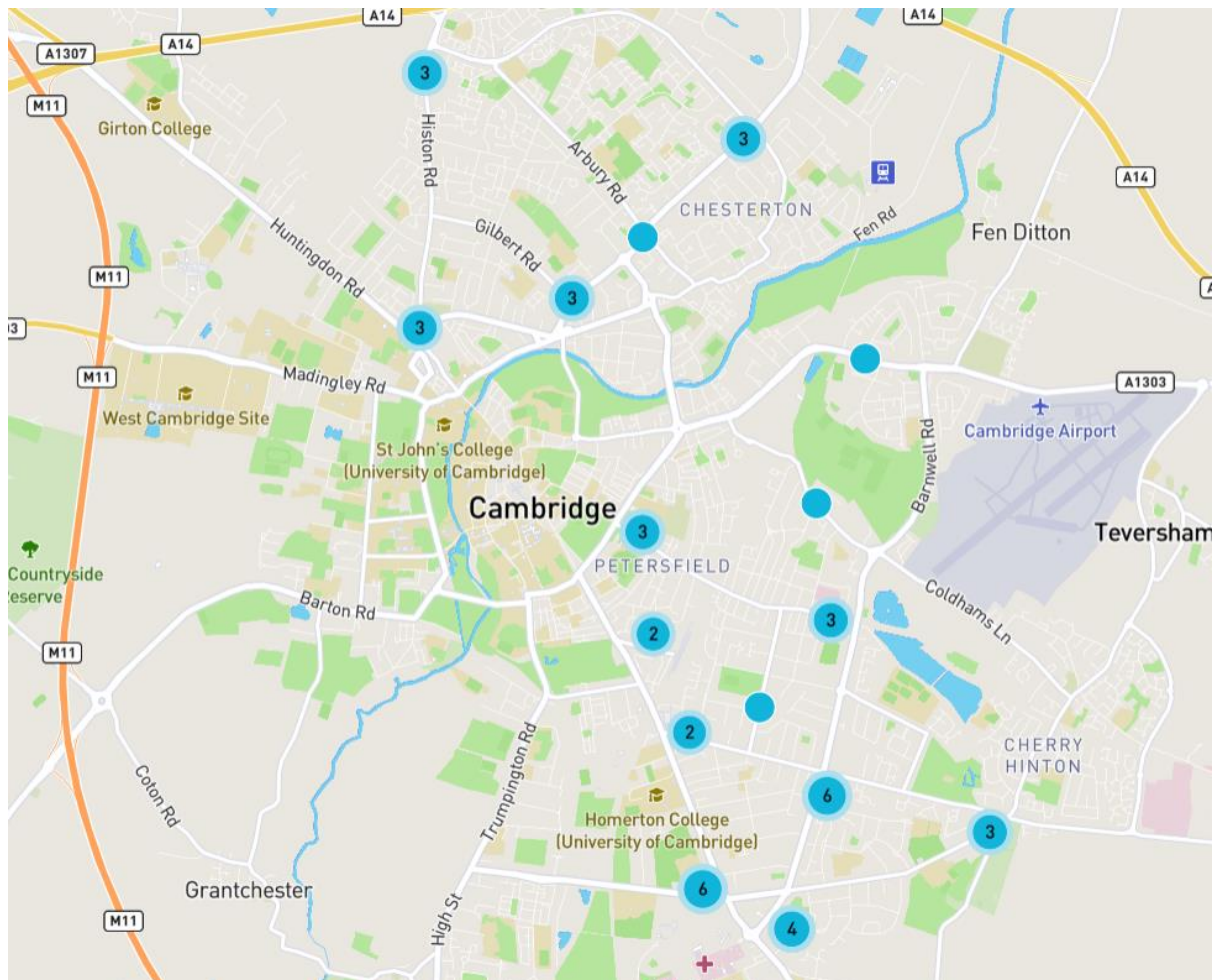 A14
A14
A1307
A14
3
M11
Girton College
Histon Rd
3
Arbury Rd
A14
CHESTERTON
Fen Rd
Fen Ditton
Gilbert Rd
Huntingdon Rd
M11
3
3
Madingley Rd
M11
A1303
West Cambridge Site
Cambridge Airport
St John's College
(University of Cambridge)
Barnwell Rd
Cambridge
3
Teversham
PETERSFIELD
Countryside
Barton Rd
Coldhams Ln
3
2
M11
2
CHERRY
HINTON
Trumpington Rd
Coton Rd
6
Homerton College
(University of Cambridge)
3
Grantchester
6
High St
M11
4